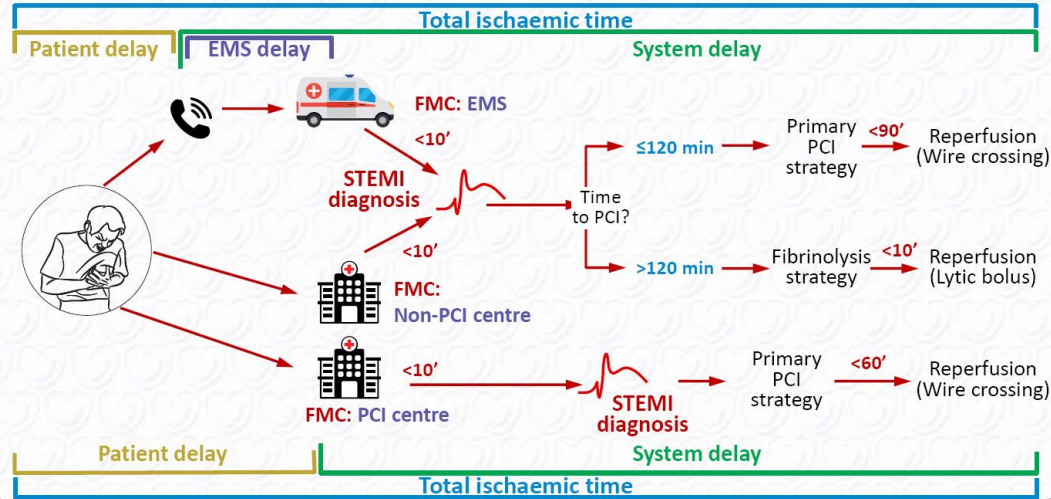 Total ischaemic time
Patient delay
EMS delay
System delay
FMC: EMS
<10’
STEMI
diagnosis
<10’
FMC:
Non-PCI centre
Time
to PCI?
≤120 min
Primary
PCI
strategy
<90’
Reperfusion
(Wire crossing)
>120 min
Fibrinolysis
strategy
<10’
Reperfusion
(Lytic bolus)
FMC: PCI centre
<10’
STEMI
diagnosis
Primary
PCI
strategy
<60’
Reperfusion
(Wire crossing)
Patient delay
System delay
Total ischaemic time